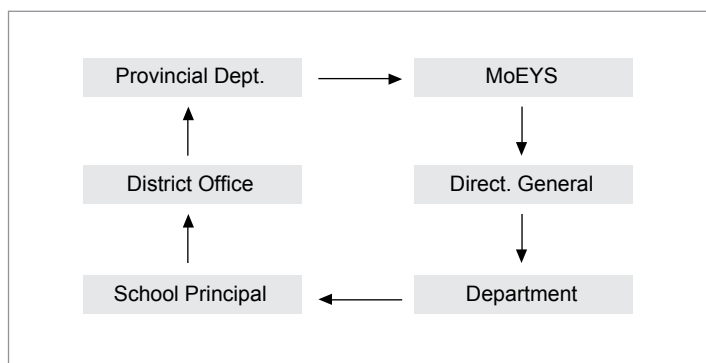 Provincial Dept.
MoEYS
District Office
Direct. General
School Principal
Department